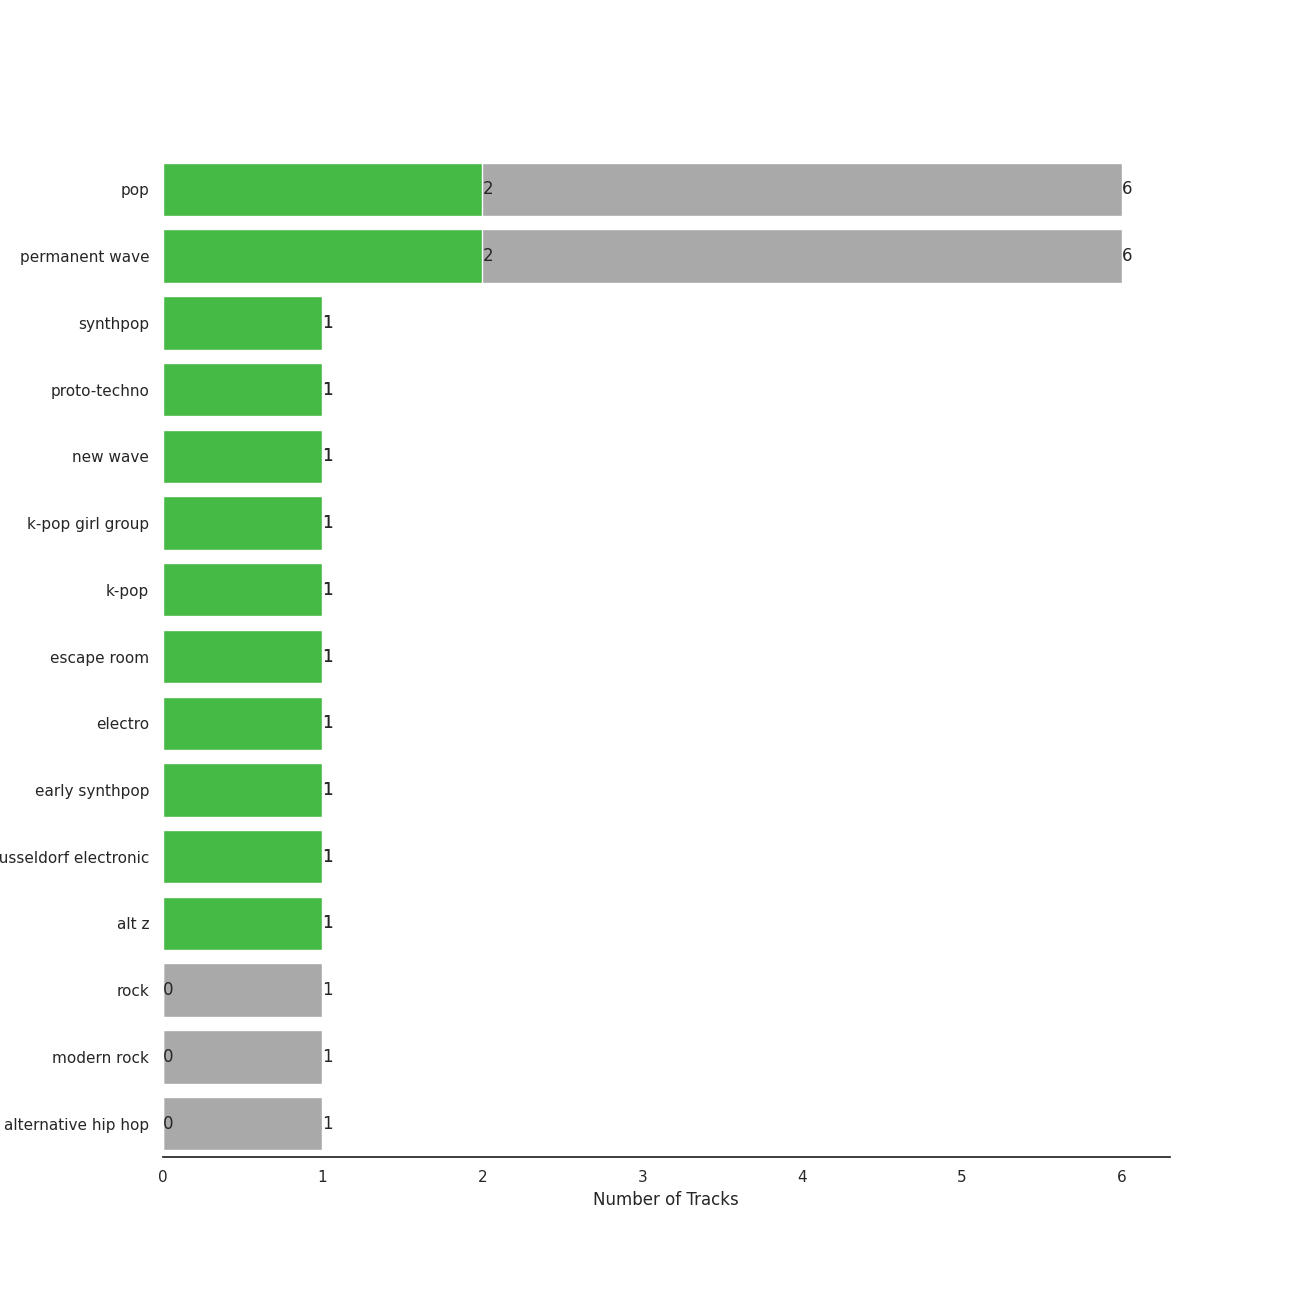 pop 2 6
permanent wave 2 6
synthpop 1
proto-techno 1
new wave 1
k-pop girl group 1
k-pop 1
escape room 1
electro 1
early synthpop 1
usseldorf electronic 1
alt z 1
rock 0 1
modern rock 0 1
alternative hip hop 0 1
0 1 2 3 4 5 6
Number of Tracks